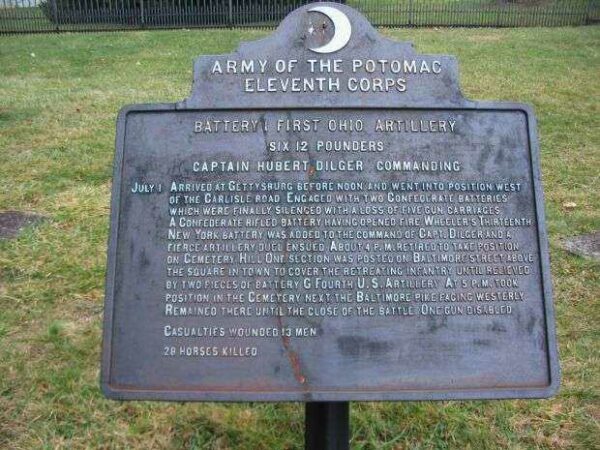 ARMY OF THE POTOMAC
ELEVENTH CORPS
BATTERY I FIRST OHIO ARTILLERY
SIX 12 POUNDERS
CAPTAIN HUBERT DILGER COMMANDING
JULY 1 ARRIVED AT GETTYSBURG BEFORE NOON AND WENT INTO POSITION WEST
OF THE CARLISLE ROAD ENGAGED WITH TWO CONFEDERATE BATTERIES
WHICH WERE FINALLY SILENCED WITH A LOSS OF FIVE GUN CARRIAGES
A CONFEDERATE RIFLED BATTERY HAVING OPENED FIRE WHEELER'S THIRTEENTH
NEW YORK BATTERY WAS ADDED TO THE COMMAND OF CAPT. DILGER AND A
FIERCE ARTILLERY DUEL ENSUED. ABOUT 4 P.M. RETIRED TO TAKE POSITION
ON CEMETERY HILL ONE SECTION WAS POSTED ON BALTIMORE STREET ABOVE
THE SQUARE IN TOWN TO COVER THE RETREATING INFANTRY UNTIL RELIEVED
BY TWO PIECES OF BATTERY G FOURTH U.S. ARTILLERY. AT 5 P.M. TOOK
POSITION IN THE CEMETERY NEXT THE BALTIMORE PIKE FACING WESTERLY
REMAINED THERE UNTIL THE CLOSE OF THE BATTLE ONE GUN DISABLED
CASUALTIES WOUNDED 13 MEN
28 HORSES KILLED